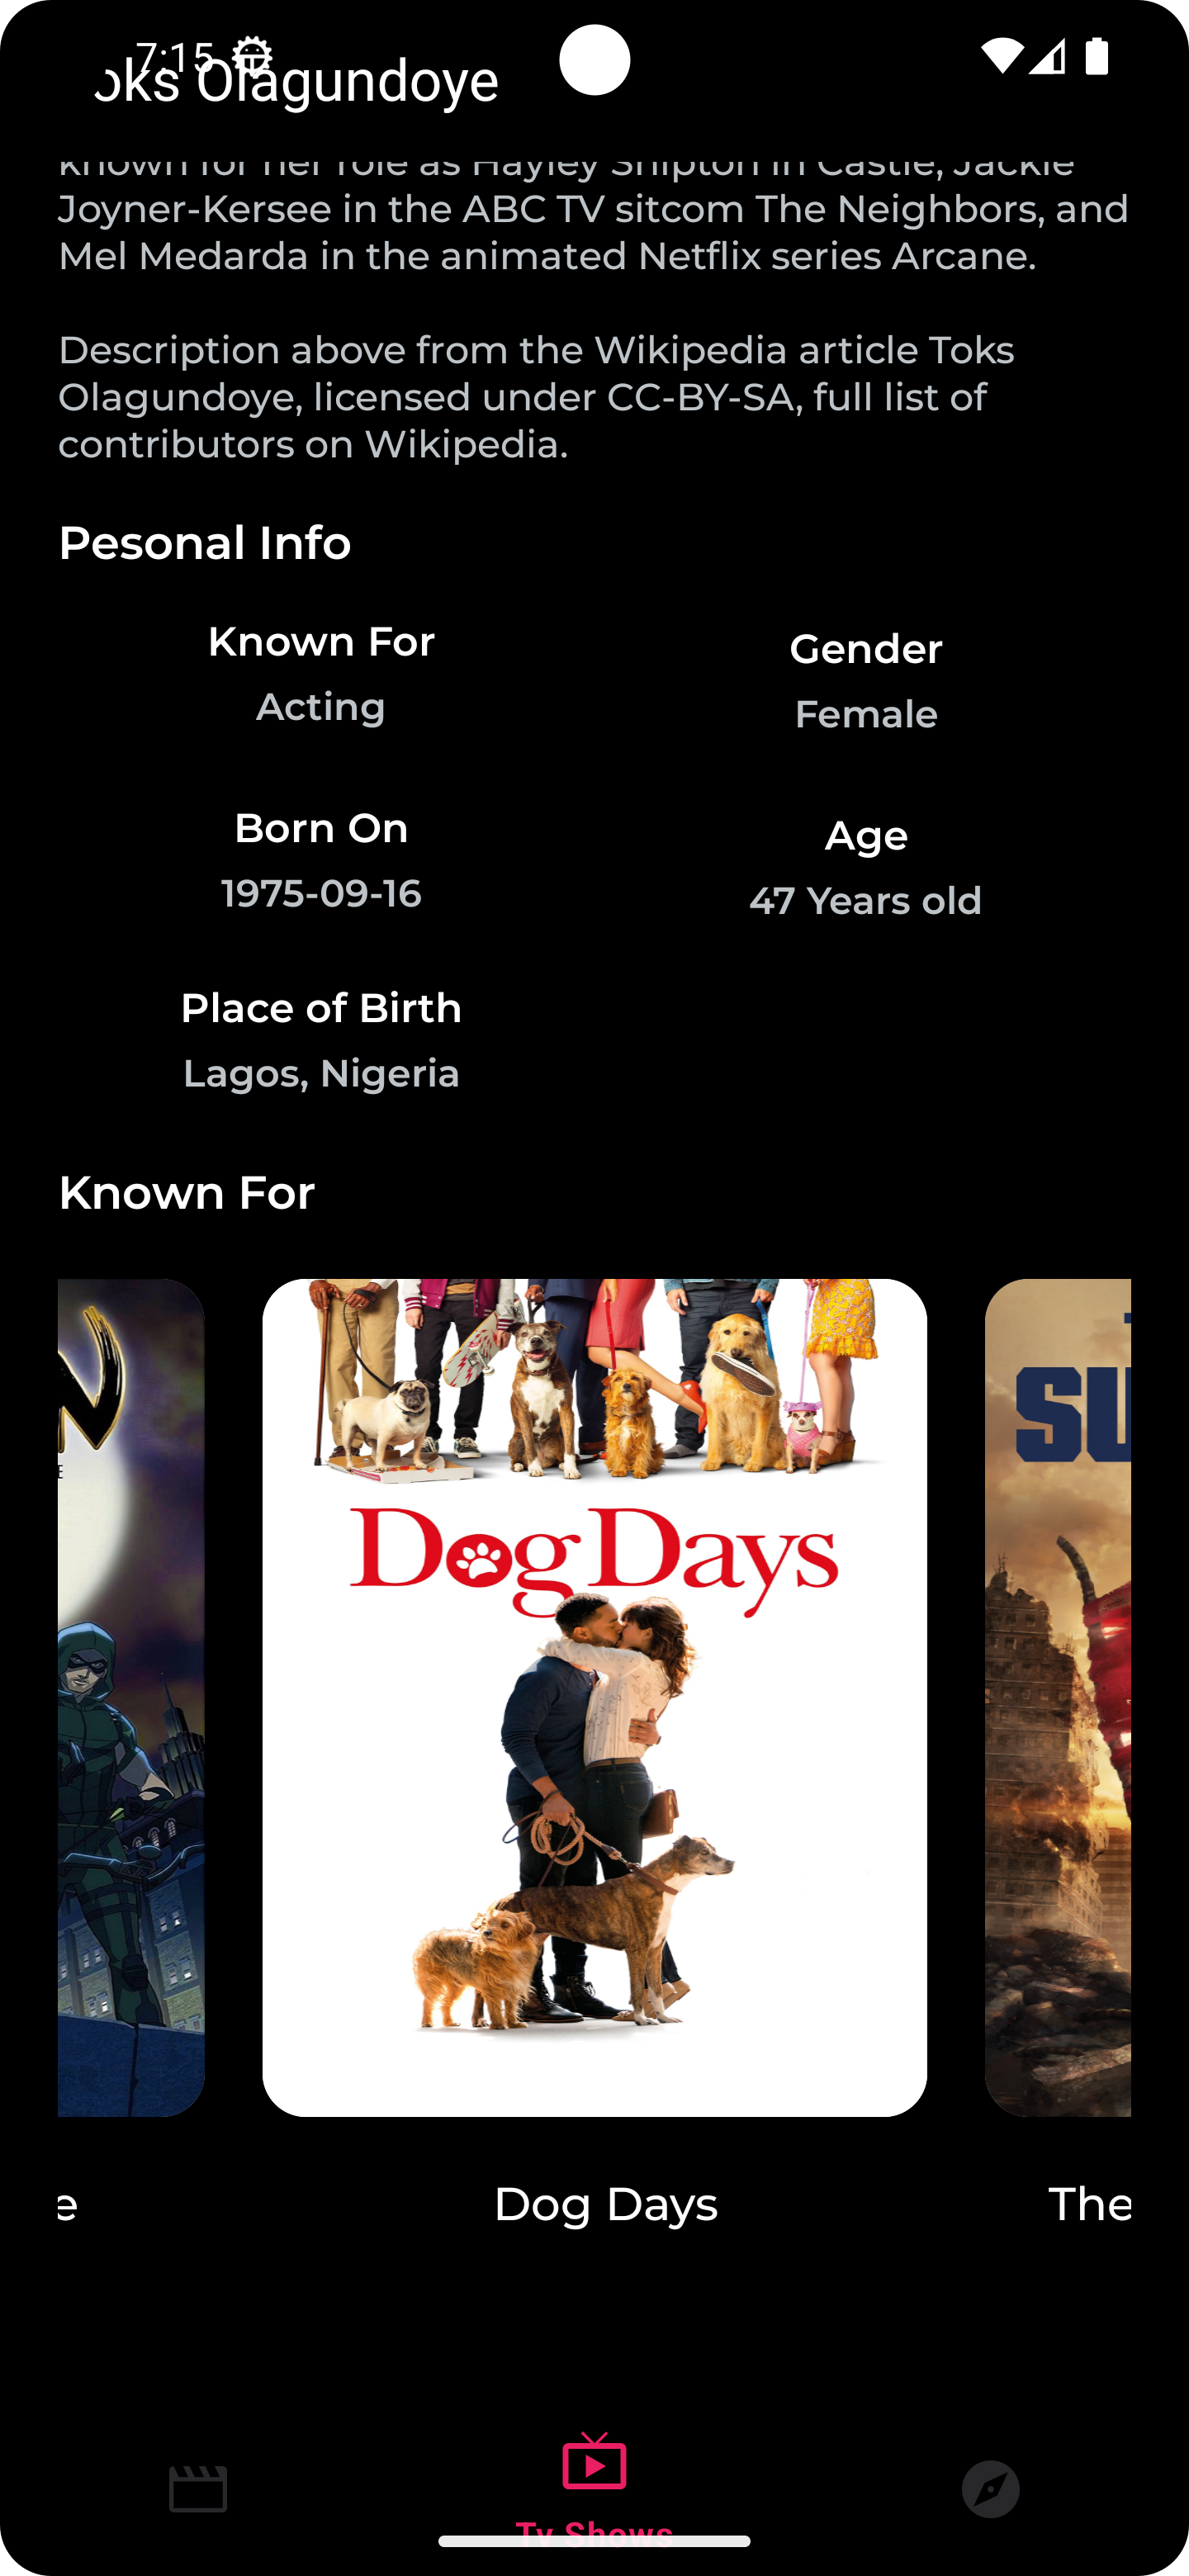 7:15
oks Olagundoye
known for her role as Hayley Shipton in Castle, Jackie
Joyner-Kersee in the ABC TV sitcom The Neighbors, and
Mel Medarda in the animated Netflix series Arcane.
Description above from the Wikipedia article Toks
Olagundoye, licensed under CC-BY-SA, full list of
contributors on Wikipedia.
Pesonal Info
Known For
Acting
Gender
Female
Born On
1975-09-16
Age
47 Years old
Place of Birth
Lagos, Nigeria
Known For
E
SU
Dog Days
e
Dog Days
The
Tv Shows